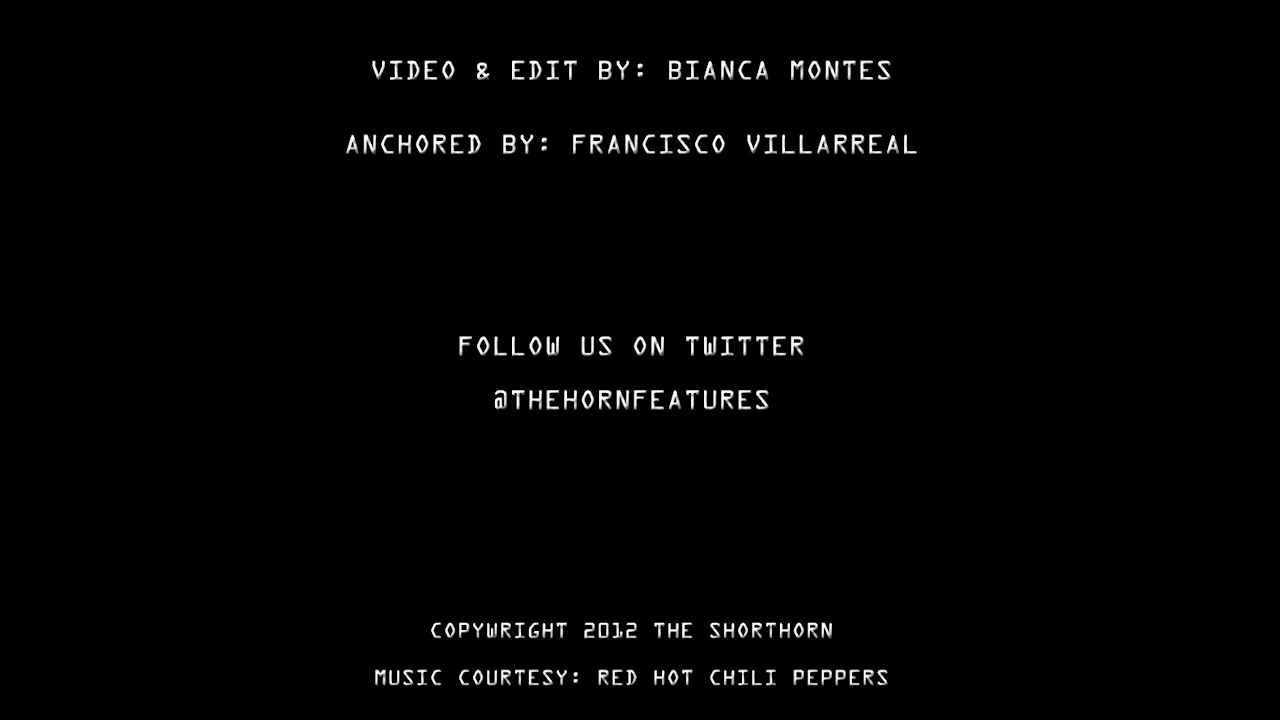 VIDEO & EDIT BY: BIANCA MONTES
ANCHORED BY: FRANCISCO VILLARREAL
FOLLOW US ON TWITTER
@THEHORNFEATURES
COPYWRIGHT 2012 THE SHORTHORN
MUSIC COURTESY: RED HOT CHILI PEPPERS